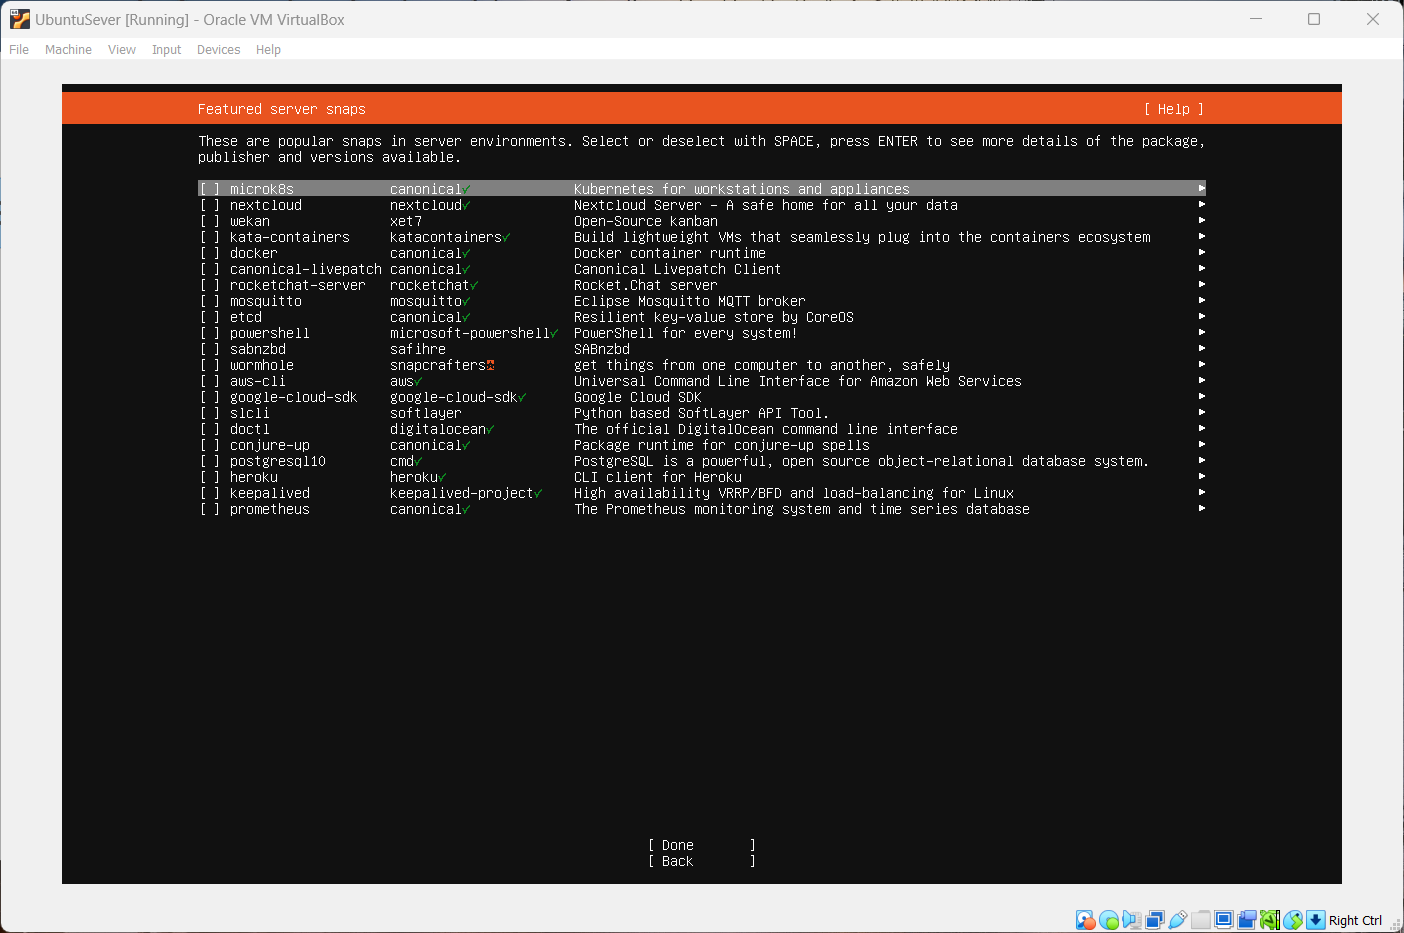 UbuntuSever [Running] - Oracle VM VirtualBox
File Machine View Input Devices Help
Featured server snaps [ Help ]
These are popular snaps in server environments. Select or deselect with SPACE, press ENTER to see more details of the package,
publisher and versions available.
[ ] microk8s canonical✓ Kubernetes for workstations and appliances ►
[ ] nextcloud nextcloud✓ Nextcloud Server - A safe home for all your data ►
[ ] wekan xet7 Open-Source kanban ►
[ ] kata-containers katacontainers✓ Build lightweight VMs that seamlessly plug into the containers ecosystem ►
[ ] docker canonical✓ Docker container runtime ►
[ ] canonical-livepatch canonical✓ Canonical Livepatch Client ►
[ ] rocketchat-server rocketchat✓ Rocket.Chat server ►
[ ] mosquitto mosquitto✓ Eclipse Mosquitto MQTT broker ►
[ ] etcd canonical✓ Resilient key-value store by CoreOS ►
[ ] powershell microsoft-powershell✓ PowerShell for every system! ►
[ ] sabnzbd safihre SABnzbd ►
[ ] wormhole snapcrafters get things from one computer to another, safely ►
[ ] aws-cli aws✓ Universal Command Line Interface for Amazon Web Services ►
[ ] google-cloud-sdk google-cloud-sdk✓ Google Cloud SDK ►
[ ] slcli softlayer Python based SoftLayer API Tool. ►
[ ] doctl digitalocean✓ The official DigitalOcean command line interface ►
[ ] conjure-up canonical✓ Package runtime for conjure-up spells ►
[ ] postgresql10 cmd✓ PostgreSQL is a powerful, open source object-relational database system. ►
[ ] heroku heroku✓ CLI client for Heroku ►
[ ] keepalived keepalived-project✓ High availability VRRP/BFD and load-balancing for Linux ►
[ ] prometheus canonical✓ The Prometheus monitoring system and time series database ►
[ Done ]
[ Back ]
Right Ctrl